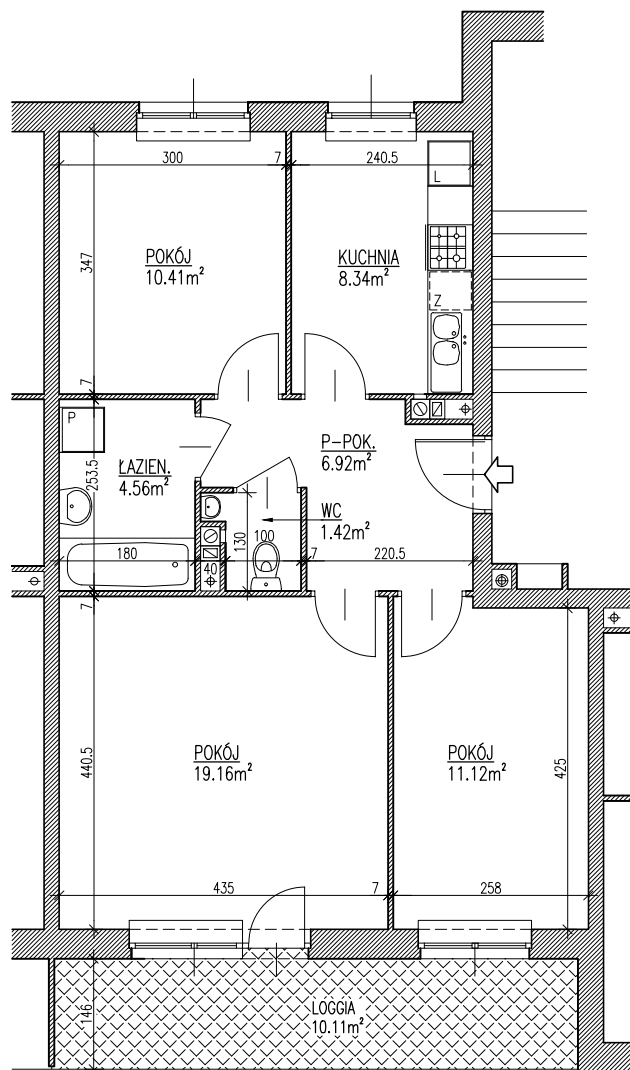 300
7
240.5
L
347
POKÓJ
10.41m²
KUCHNIA
8.34m²
Z
7
P
P-POK.
6.92m²
253.5
ŁAZIEN.
4.56m²
WC
1.42m²
130
100
180
40
7
220.5
7
440.5
POKÓJ
19.16m²
POKÓJ
11.12m²
425
435
7
258
146
LOGGIA
10.11m²